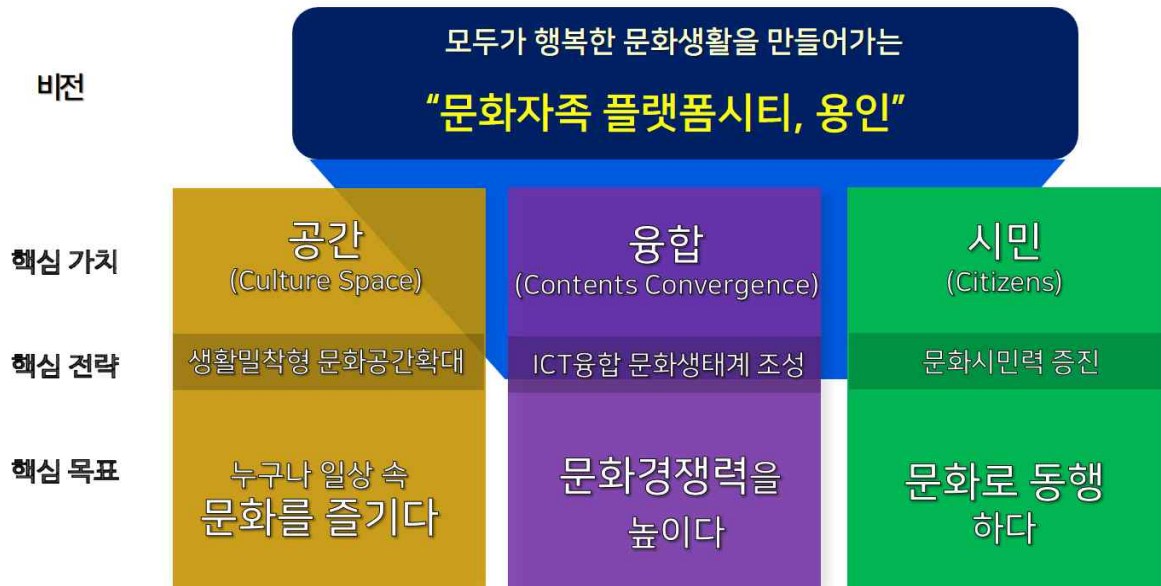 비전
모두가 행복한 문화생활을 만들어가는
“문화자족 플랫폼시티, 용인”
핵심 가치
공간
(Culture Space)
융합
(Contents Convergence)
시민
(Citizens)
핵심 전략
생활밀착형 문화공간확대
ICT융합 문화생태계 조성
문화시민력 증진
핵심 목표
누구나 일상 속
문화를 즐기다
문화경쟁력을
높이다
문화로 동행
하다